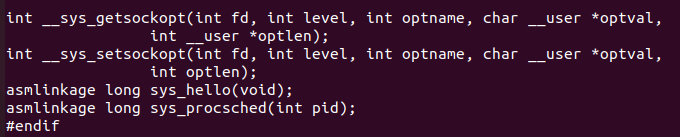 int __sys_getsockopt(int fd, int level, int optname, char __user *optval,
int __user *optlen);
int __sys_setsockopt(int fd, int level, int optname, char __user *optval,
int optlen);
asmlinkage long sys_hello(void);
asmlinkage long sys_procsched(int pid);
#endif